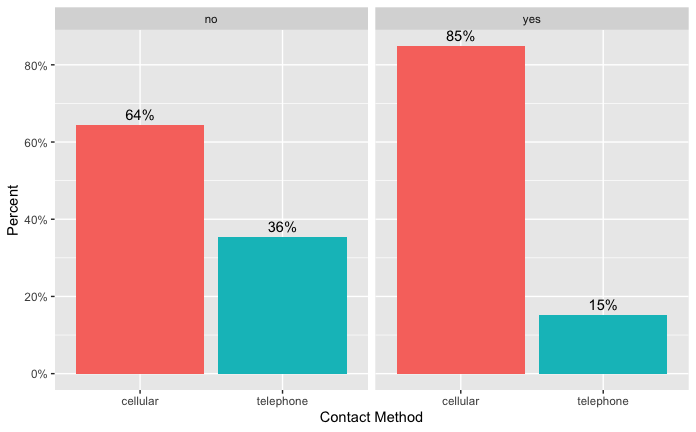 no
yes
85%
80%
64%
60%
Percent
40%
36%
20%
15%
0%
cellular
telephone
cellular
telephone
Contact Method